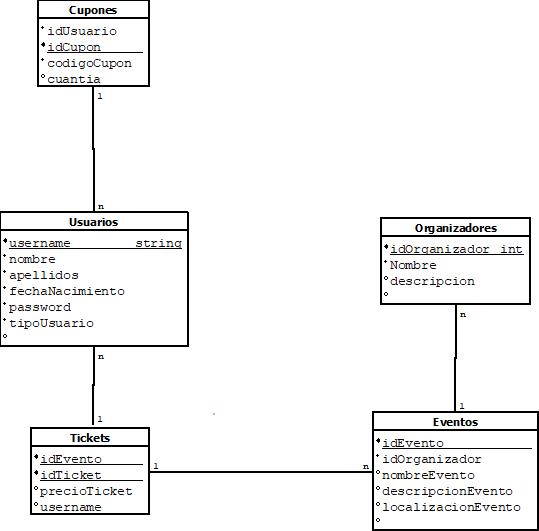 Cupones
idUsuario
idCupon
codigoCupon
cuantia
1
n
Usuarios
username string
nombre
apellidos
fechaNacimiento
password
tipoUsuario
n
1
Organizadores
idOrganizador int
Nombre
descripcion
n
1
Tickets
idEvento
idTicket
precioTicket
username
1
n
Eventos
idEvento
idOrganizador
nombreEvento
descripcionEvento
localizacionEvento